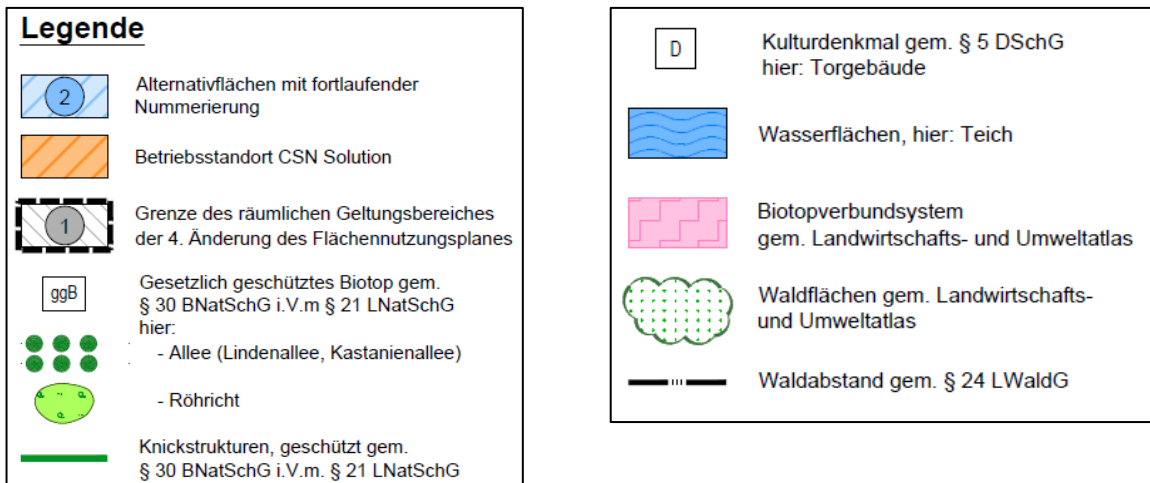 Legende
2
Alternativflächen mit fortlaufender
Nummerierung
Betriebsstandort CSN Solution
1
Grenze des räumlichen Geltungsbereiches
der 4. Änderung des Flächennutzungsplanes
ggB
Gesetzlich geschütztes Biotop gem.
§ 30 BNatSchG i.V.m § 21 LNatSchG
hier:
- Allee (Lindenallee, Kastanienallee)
- Röhricht
Knickstrukturen, geschützt gem.
§ 30 BNatSchG i.V.m. § 21 LNatSchG
D
Kulturdenkmal gem. § 5 DSchG
hier: Torgebäude
Wasserflächen, hier: Teich
Biotopverbundsystem
gem. Landwirtschafts- und Umweltatlas
Waldflächen gem. Landwirtschafts-
und Umweltatlas
Waldabstand gem. § 24 LWaldG